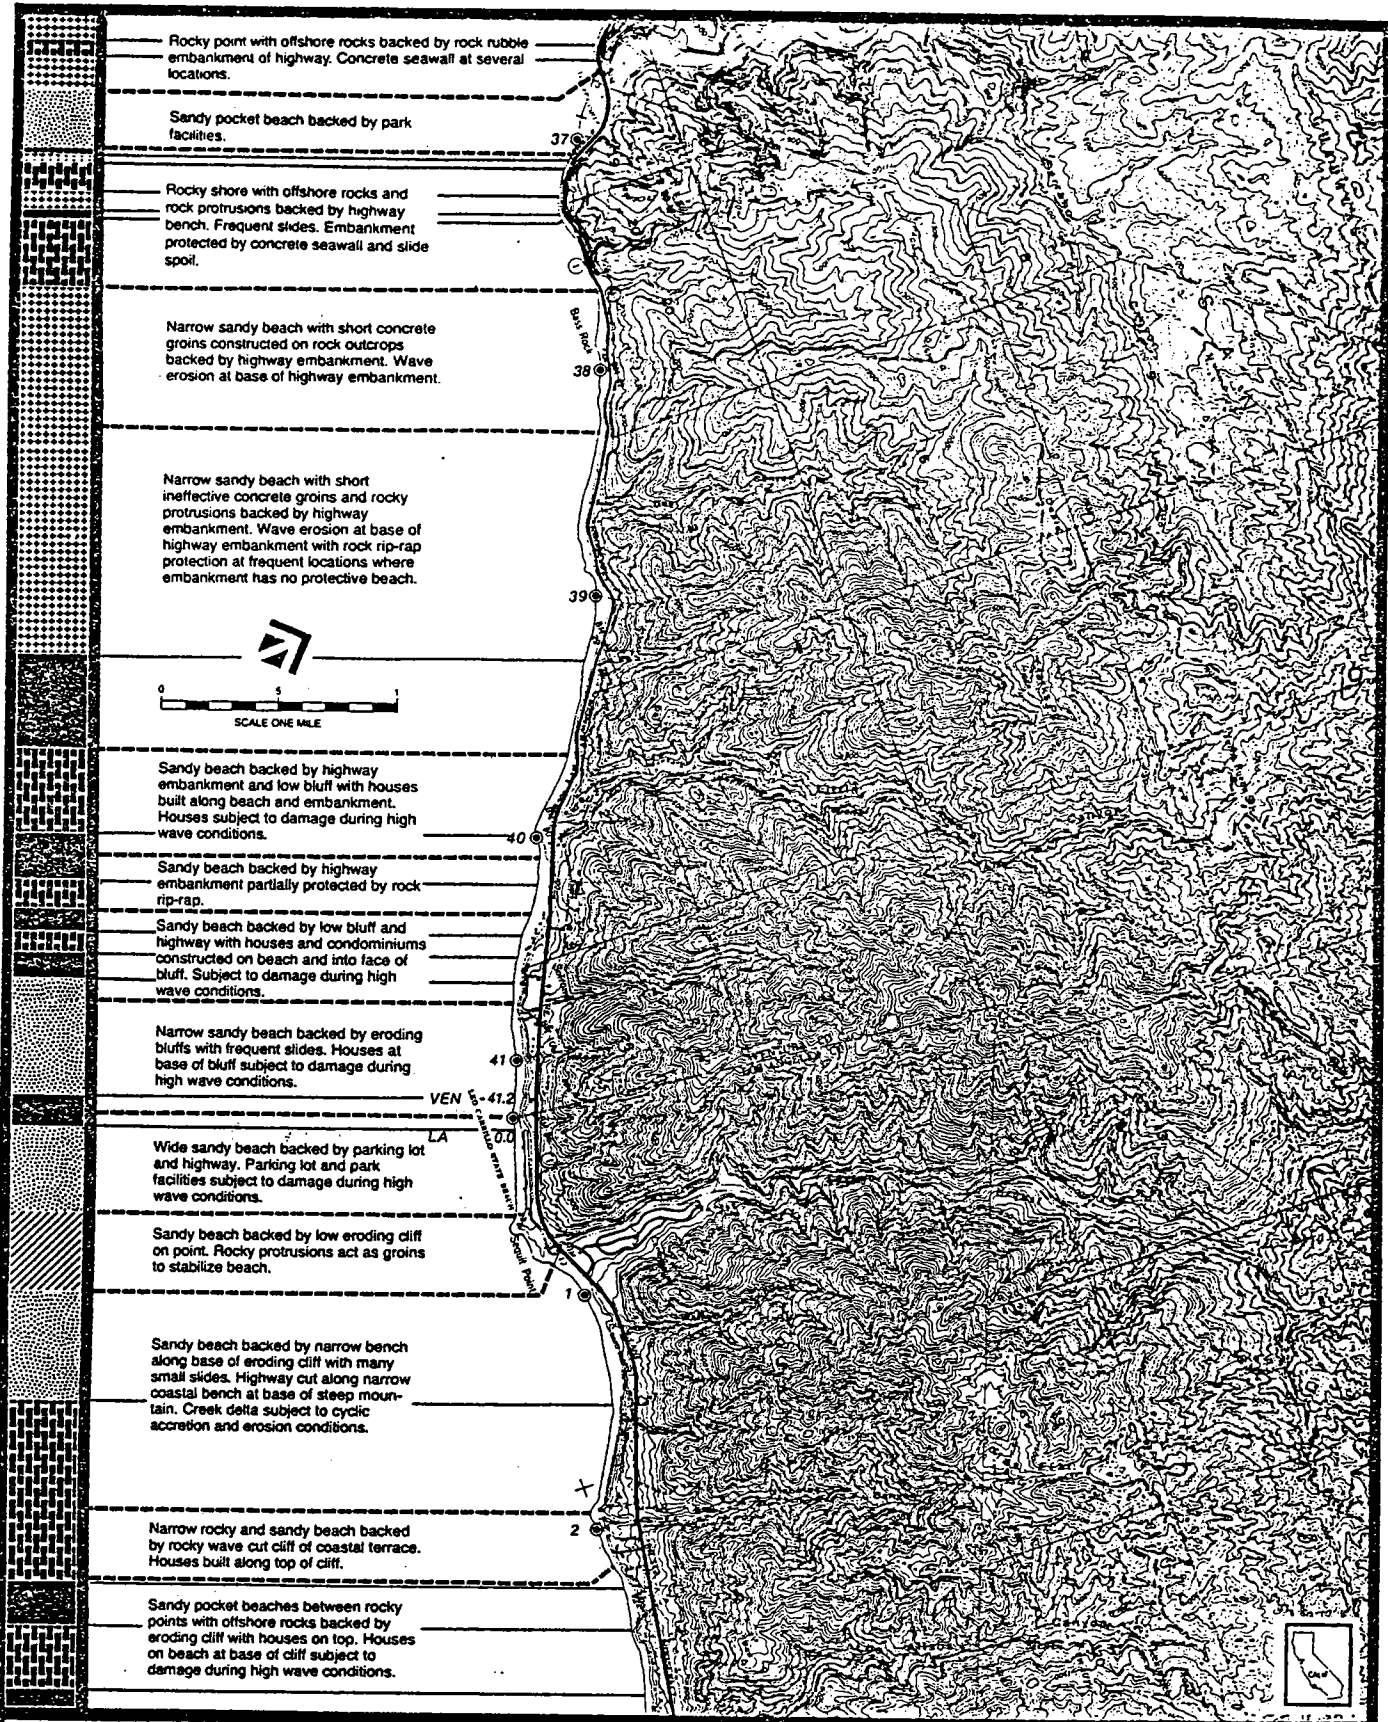 Rocky point with offshore rocks backed by rock rubble
embankment of highway. Concrete seawall at several
locations.
Sandy pocket beach backed by park
facilities.
37
Rocky shore with offshore rocks and
rock protrusions backed by highway
bench. Frequent slides. Embankment
protected by concrete seawall and slide
spoil.
Narrow sandy beach with short concrete
groins constructed on rock outcrops
backed by highway embankment. Wave
erosion at base of highway embankment.
Bass Rock
38
Narrow sandy beach with short
ineffective concrete groins and rocky
protrusions backed by highway
embankment. Wave erosion at base of
highway embankment with rock rip-rap
protection at frequent locations where
embankment has no protective beach.
39
0 5 1
SCALE ONE MILE
Sandy beach backed by highway
embankment and low bluff with houses
built along beach and embankment.
Houses subject to damage during high
wave conditions.
40
Sandy beach backed by highway
embankment partially protected by rock
rip-rap.
Sandy beach backed by low bluff and
highway with houses and condominiums
constructed on beach and into face of
bluff. Subject to damage during high
wave conditions.
Narrow sandy beach backed by eroding
bluffs with frequent slides. Houses at
base of bluff subject to damage during
high wave conditions.
41
VEN 41.2
LA 0.0
LEO CARRILLO STATE BEACH
Wide sandy beach backed by parking lot
and highway. Parking lot and park
facilities subject to damage during high
wave conditions.
Sandy beach backed by low eroding cliff
on point. Rocky protrusions act as groins
to stabilize beach.
Sequit Point
1
Sandy beach backed by narrow bench
along base of eroding cliff with many
small slides. Highway cut along narrow
coastal bench at base of steep moun-
tain. Creek delta subject to cyclic
accretion and erosion conditions.
2
Narrow rocky and sandy beach backed
by rocky wave cut cliff of coastal terrace.
Houses built along top of cliff.
Sandy pocket beaches between rocky
points with offshore rocks backed by
eroding cliff with houses on top. Houses
on beach at base of cliff subject to
damage during high wave conditions.